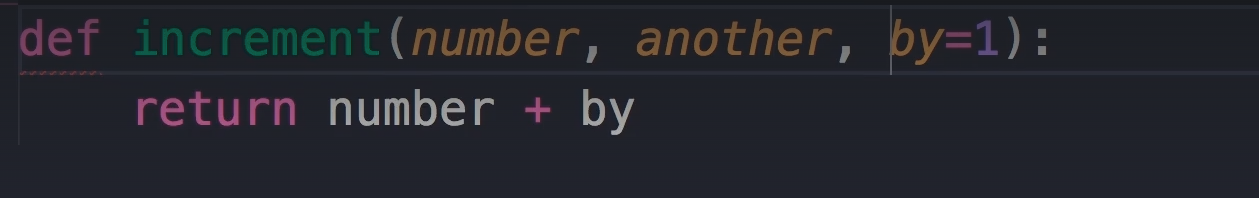 def increment(number, another, by=1):
    return number + by